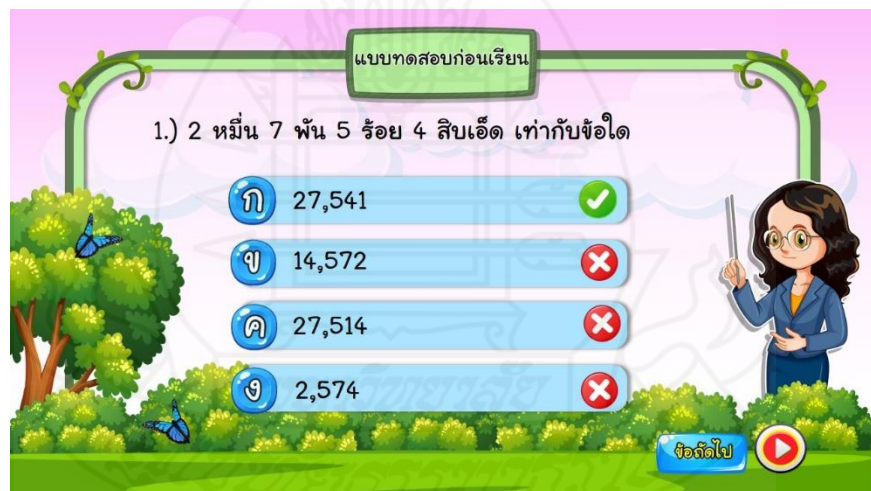 แบบทดสอบก่อนเรียน
1.) 2 หมื่น 7 พัน 5 ร้อย 4 สิบเอ็ด เท่ากับข้อใด
ก 27,541
ข 14,572
ค 27,514
ง 2,574
ข้อถัดไป